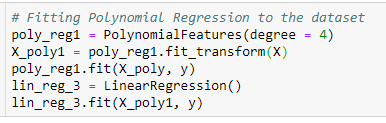 # Fitting Polynomial Regression to the dataset
poly_reg1 = PolynomialFeatures(degree = 4)
X_poly1 = poly_reg1.fit_transform(X)
poly_reg1.fit(X_poly, y)
lin_reg_3 = LinearRegression()
lin_reg_3.fit(X_poly1, y)